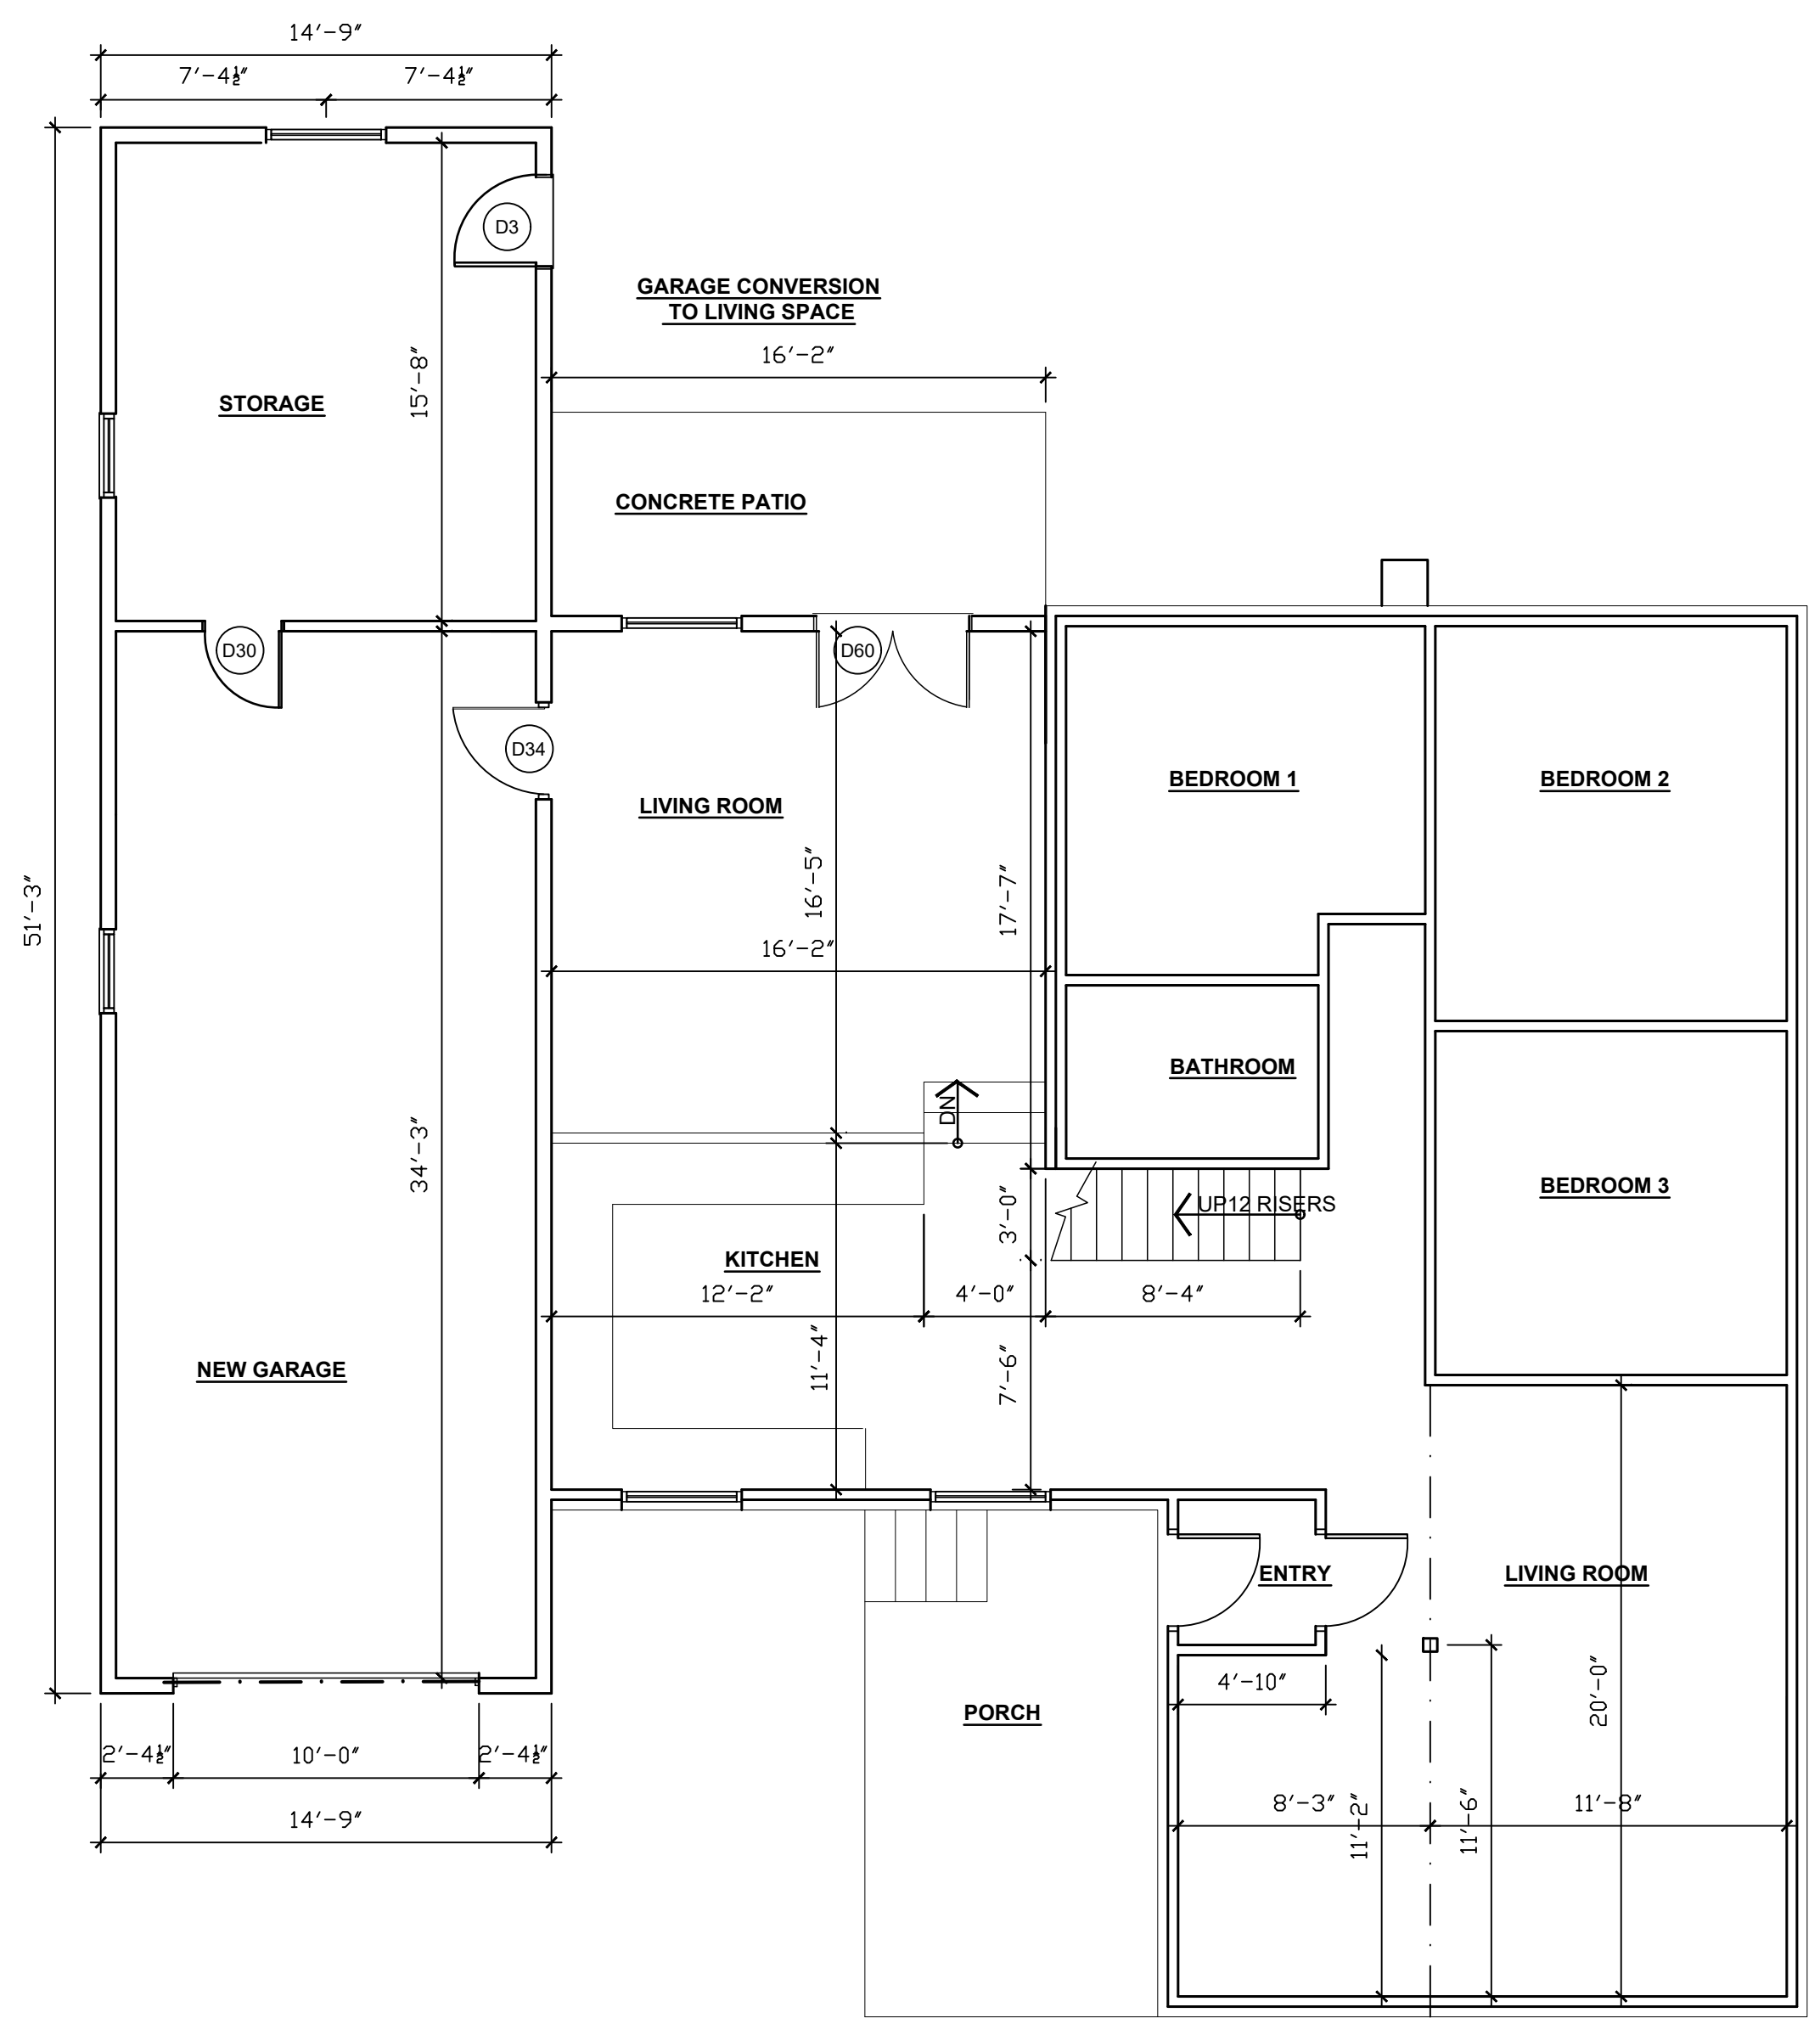 14'-9"
7'-4½"
7'-4½"
D3
GARAGE CONVERSION
TO LIVING SPACE
16'-2"
15'-8"
STORAGE
CONCRETE PATIO
D30
D60
D34
BEDROOM 1
BEDROOM 2
LIVING ROOM
51'-3"
16'-5"
17'-7"
16'-2"
BATHROOM
DN
34'-3"
BEDROOM 3
UP12 RISERS
3'-0"
KITCHEN
12'-2"
4'-0"
8'-4"
11'-4"
7'-6"
NEW GARAGE
ENTRY
LIVING ROOM
4'-10"
20'-0"
PORCH
2'-4½"
10'-0"
2'-4½"
8'-3"
11'-2"
11'-6"
11'-8"
14'-9"